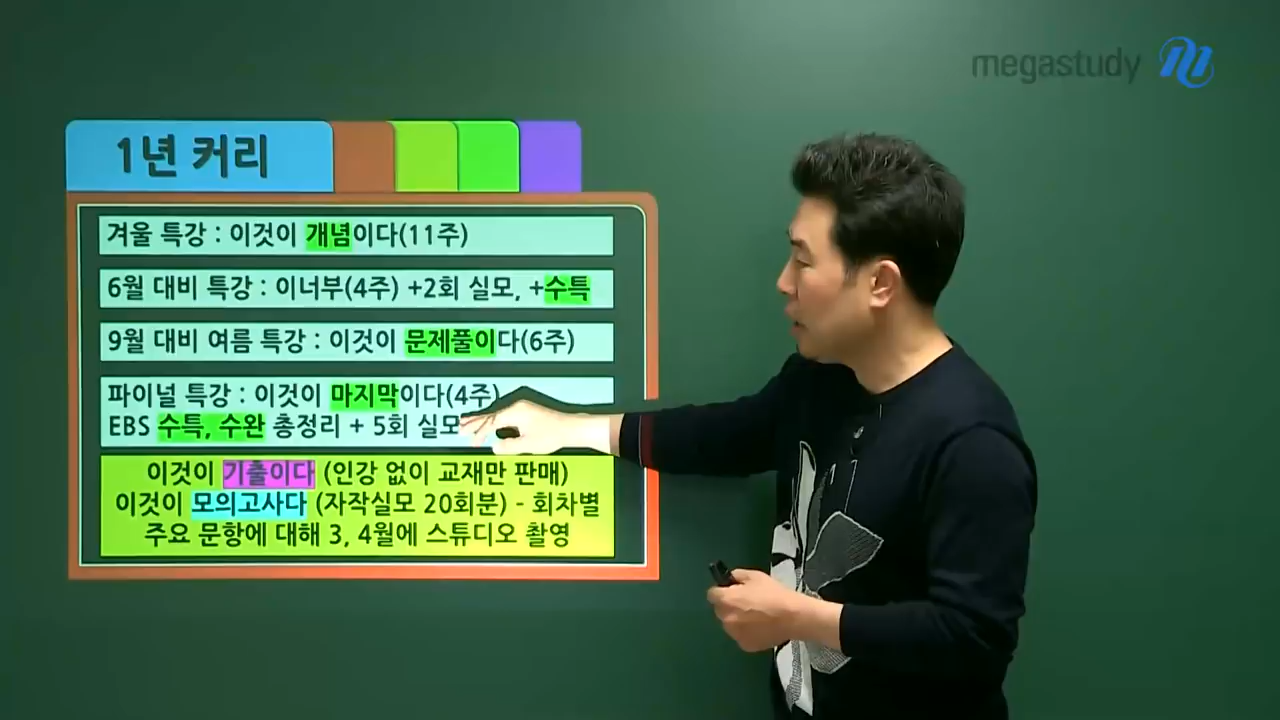 megastudy
1년 커리
겨울 특강 : 이것이 개념이다(11주)
6월 대비 특강 : 이너부(4주) +2회 실모, +수특
9월 대비 여름 특강 : 이것이 문제풀이다(6주)
파이널 특강 : 이것이 마지막이다(4주)
EBS 수특, 수완 총정리 + 5회 실모
이것이 기출이다 (인강 없이 교재만 판매)
이것이 모의고사다 (자작실모 20회분) - 회차별
주요 문항에 대해 3, 4월에 스튜디오 촬영